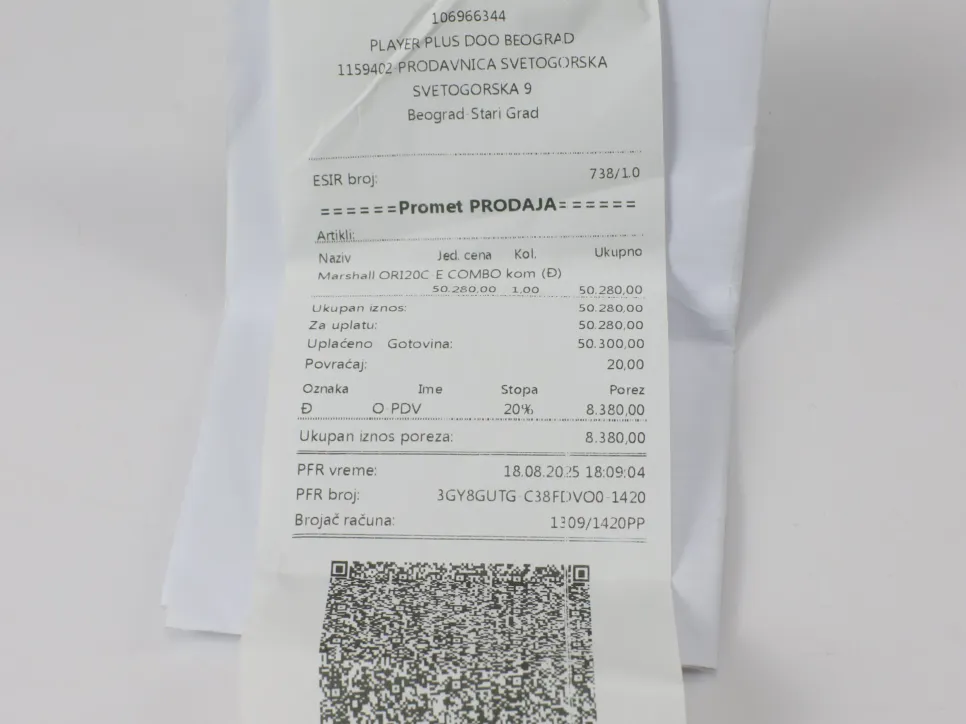 106966344
PLAYER PLUS DOO BEOGRAD
1159402 PRODAVNICA SVETOGORSKA
SVETOGORSKA 9
Beograd-Stari Grad
ESIR broj: 738/1.0
======Promet PRODAJA======
Artikli:
Naziv Jed. cena Kol. Ukupno
Marshall ORI20C-E COMBO kom (Đ)
50.280,00 1,00 50.280,00
Ukupan iznos: 50.280,00
Za uplatu: 50.280,00
Uplaćeno Gotovina: 50.300,00
Povraćaj: 20,00
Oznaka Ime Stopa Porez
Đ O-PDV 20% 8.380,00
Ukupan iznos poreza: 8.380,00
PFR vreme: 18.08.2025 18:09:04
PFR broj: 3GY8GUTG-C38FDVO0-1420
Brojač računa: 1309/1420PP